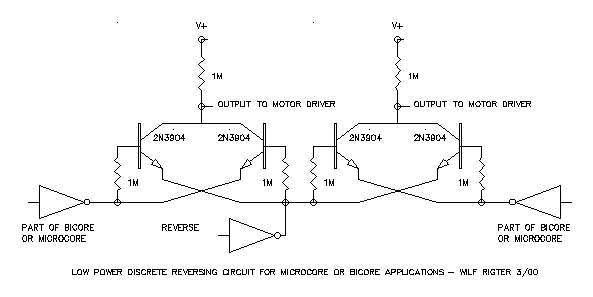 V+ V+
1M 1M
OUTPUT TO MOTOR DRIVER OUTPUT TO MOTOR DRIVER
2N3904 2N3904 2N3904 2N3904
1M 1M 1M 1M
PART OF BICORE
OR MICROCORE
REVERSE
PART OF BICORE
OR MICROCORE
LOW POWER DISCRETE REVERSING CIRCUIT FOR MICROCORE OR BICORE APPLICATIONS - WILF RIGTER 3/00